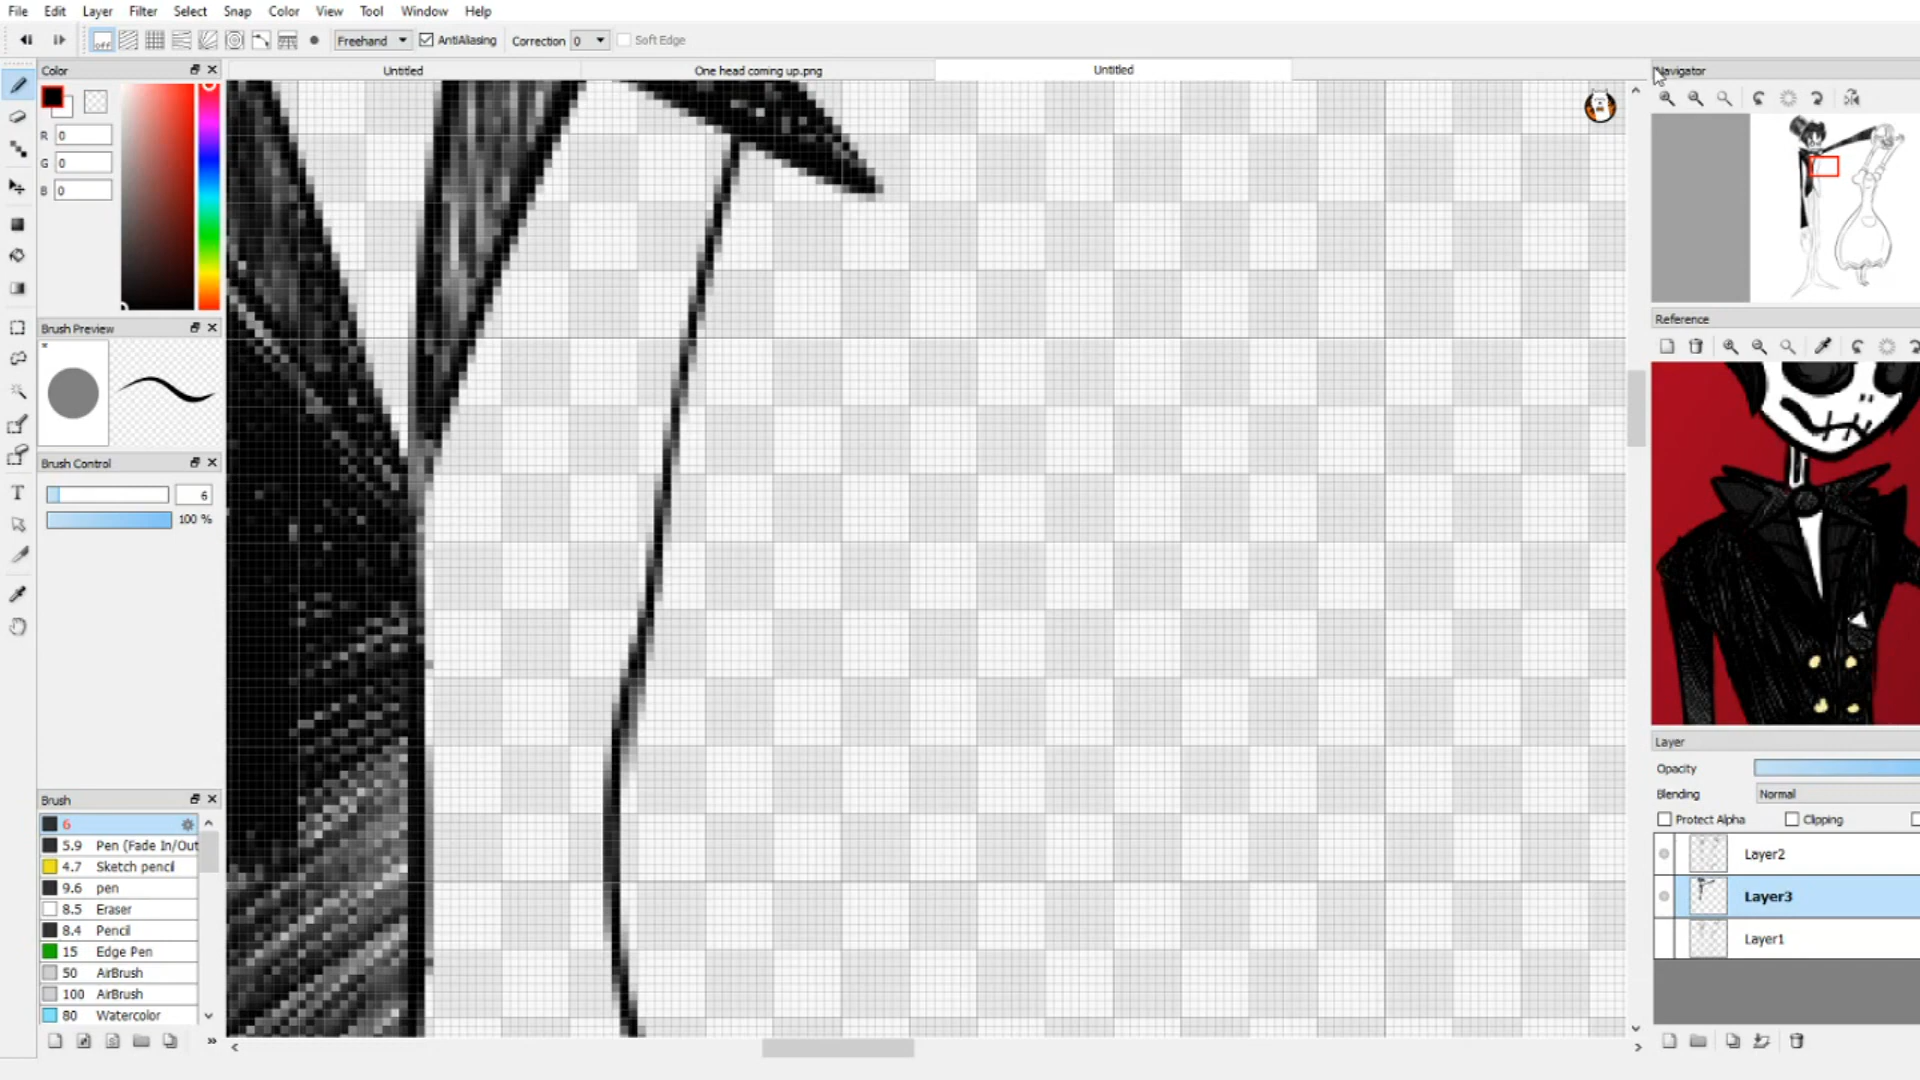 File Edit Layer Filter Select Snap Color View Tool Window Help
off Freehand AntiAliasing Correction 0 Soft Edge
Color
Untitled One head coming up.png Untitled
Navigator
R 0
G 0
B 0
Brush Preview
Reference
Brush Control
6
100 %
Layer
Opacity
Blending Normal
Protect Alpha Clipping
Layer2
Layer3
Layer1
Brush
6
5.9 Pen (Fade In/Out
4.7 Sketch pencil
9.6 pen
8.5 Eraser
8.4 Pencil
15 Edge Pen
50 AirBrush
100 AirBrush
80 Watercolor